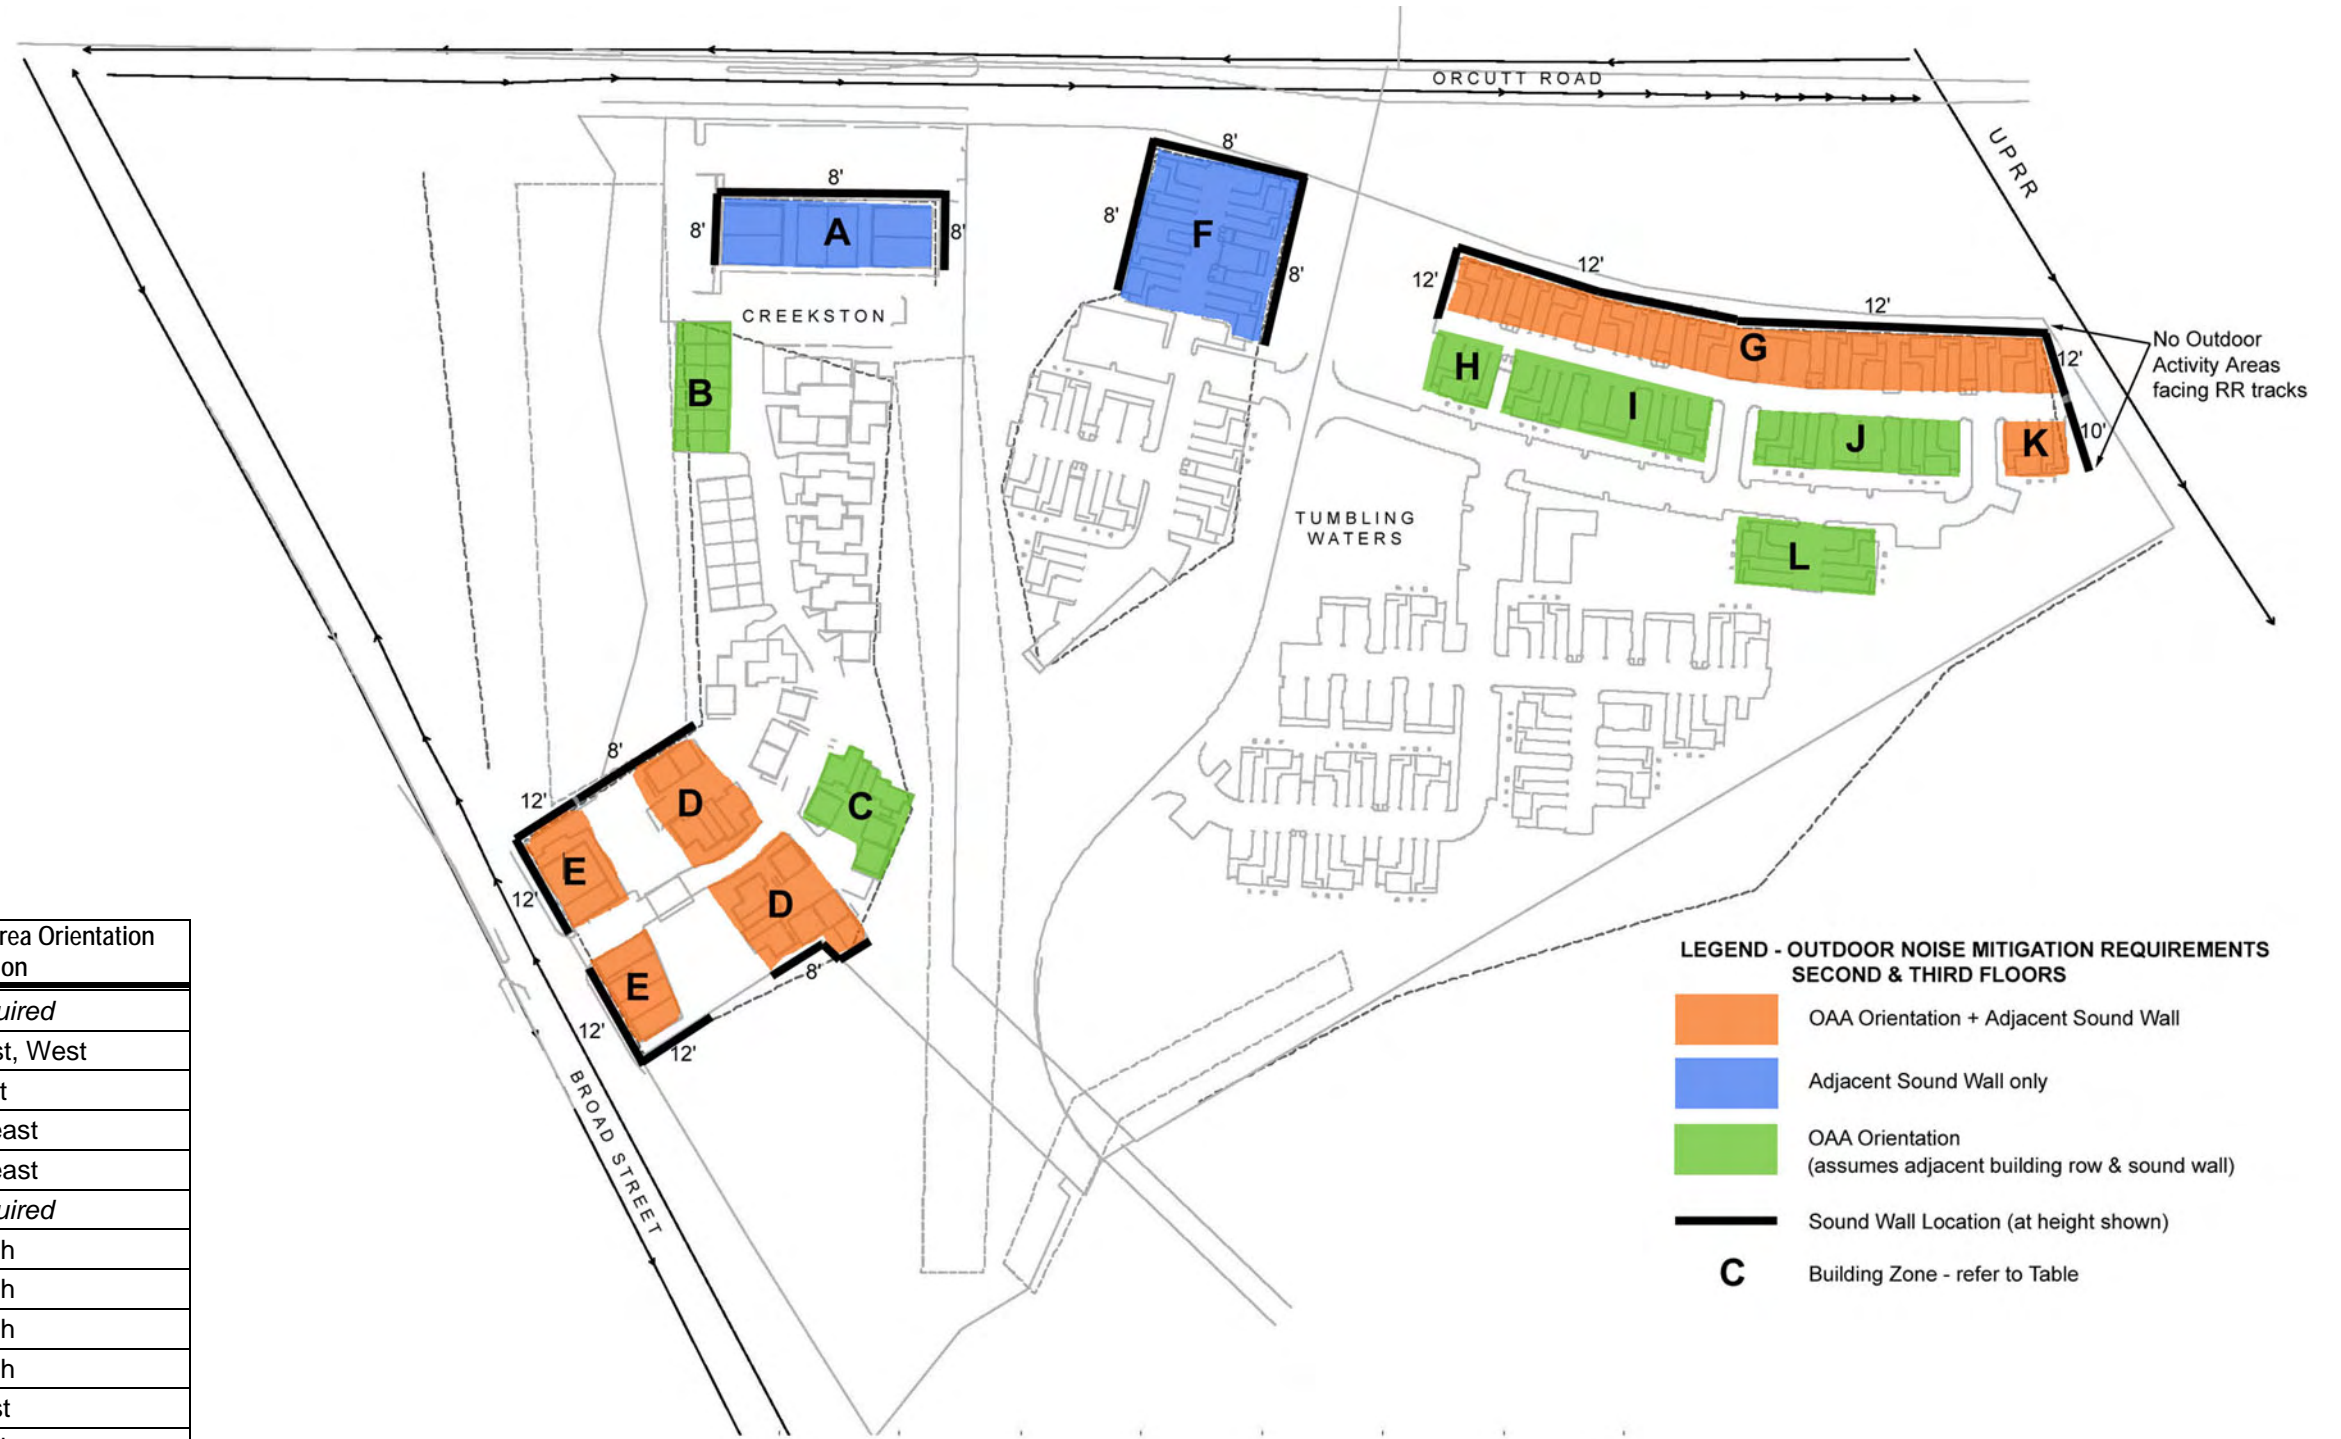 ORCUTT ROAD
UPRR
8'
8'
A
8'
8'
8'
F
8'
12'
12'
12'
G
12'
No Outdoor
Activity Areas
facing RR tracks
CREEKSTON
B
H
I
J
K
10'
TUMBLING
WATERS
L
8'
12'
D
C
E
12'
D
E
8'
12'
12'
BROAD STREET
rea Orientation
on
uired
st, West
t
east
east
uired
h
h
h
h
st
LEGEND - OUTDOOR NOISE MITIGATION REQUIREMENTS
SECOND & THIRD FLOORS
OAA Orientation + Adjacent Sound Wall
Adjacent Sound Wall only
OAA Orientation
(assumes adjacent building row & sound wall)
Sound Wall Location (at height shown)
C Building Zone - refer to Table